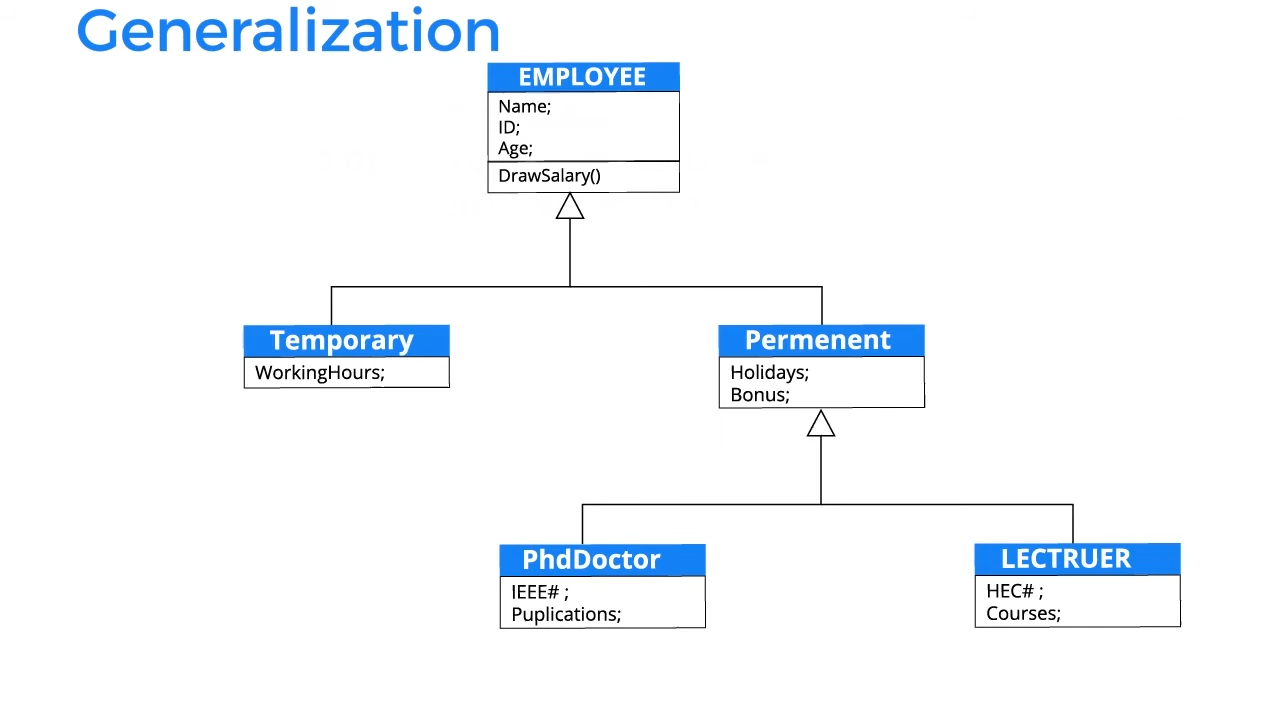 Generalization
EMPLOYEE
Name;
ID;
Age;
DrawSalary()
Temporary
WorkingHours;
Permenent
Holidays;
Bonus;
PhdDoctor
IEEE# ;
Puplications;
LECTRUER
HEC# ;
Courses;